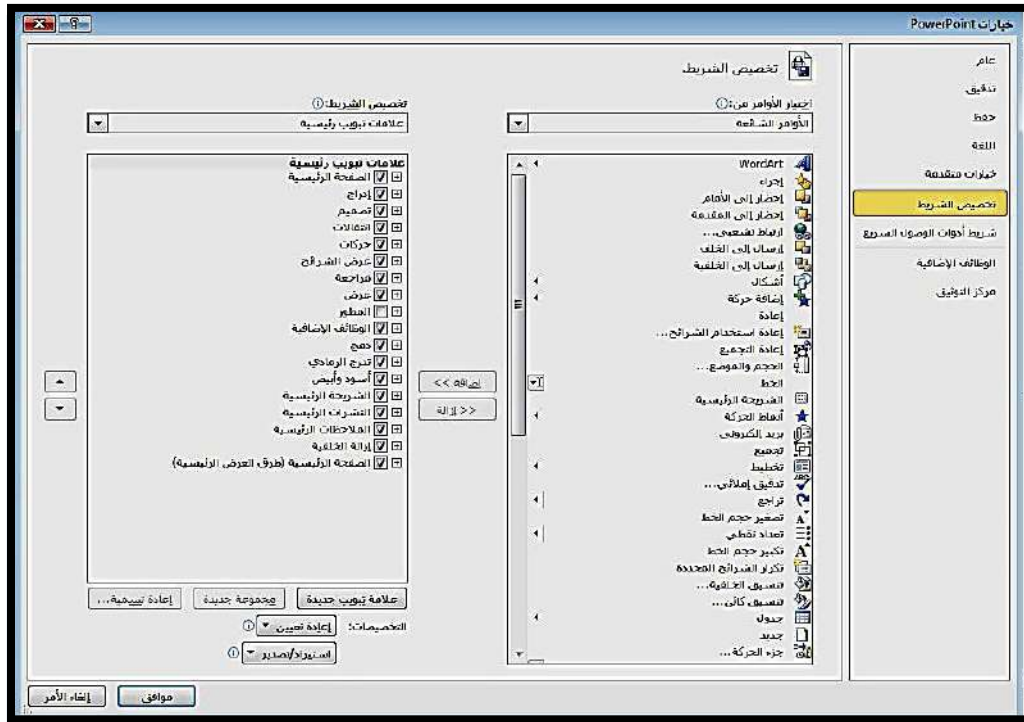 خيارات PowerPoint
عام
تدقيق
حفظ
اللغة
خيارات متقدمة
تخصيص الشريط
شريط أدوات الوصول السريع
الوظائف الإضافية
مركز التوثيق
تخصيص الشريط
اختيار الأوامر من:
الأوامر الشائعة
WordArt
إجراء
إحضار إلى الأمام
إحضار إلى المقدمة
ارتباط تشعبي...
إرسال إلى الخلف
إرسال إلى الخلفية
أشكال
إضافة حركة
إعادة
إعادة استخدام الشرائح...
إعادة التجميع
الحجم والموضع...
الخط
الشريحة الرئيسية
أنماط الحركة
بريد إلكتروني
تجميع
تخطيط
تدقيق إملائي...
تراجع
تصغير حجم الخط
تعداد نقطي
تكبير حجم الخط
تكرار الشرائح المحددة
تنسيق الخلفية...
تنسيق كائن...
جدول
جديد
جزء الحركة...
إضافة >>
<< إزالة
تخصيص الشريط:
علامات تبويب رئيسية
علامات تبويب رئيسية
الصفحة الرئيسية
إدراج
تصميم
انتقالات
حركات
عرض الشرائح
مراجعة
عرض
المطور
الوظائف الإضافية
دمج
تدرج الرمادي
أسود وأبيض
الشريحة الرئيسية
النشرات الرئيسية
الملاحظات الرئيسية
إزالة الخلفية
الصفحة الرئيسية (طرق العرض الرئيسية)
علامة تبويب جديدة
مجموعة جديدة
إعادة تسمية...
التخصيصات:
إعادة تعيين
استيراد/تصدير
موافق
إلغاء الأمر